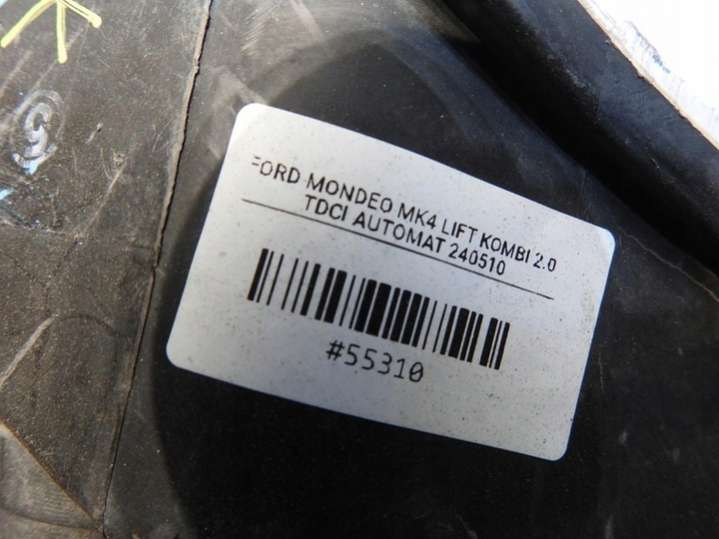 FORD MONDEO MK4 LIFT KOMBI 2.0
TDCI AUTOMAT 240510
#55310